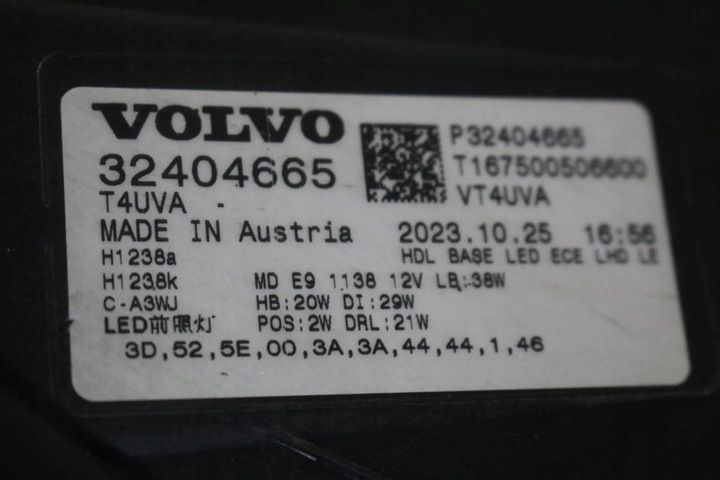 VOLVO
32404665
P32404665
T167500506600
VT4UVA
T4UVA -
MADE IN Austria 2023.10.25 16:56
H1238a HDL BASE LED ECE LHD LE
H1238k MD E9 1138 12V LB:38W
C-A3WJ HB:20W DI:29W
LED前照灯 POS:2W DRL:21W
3D,52,5E,00,3A,3A,44,44,1,46